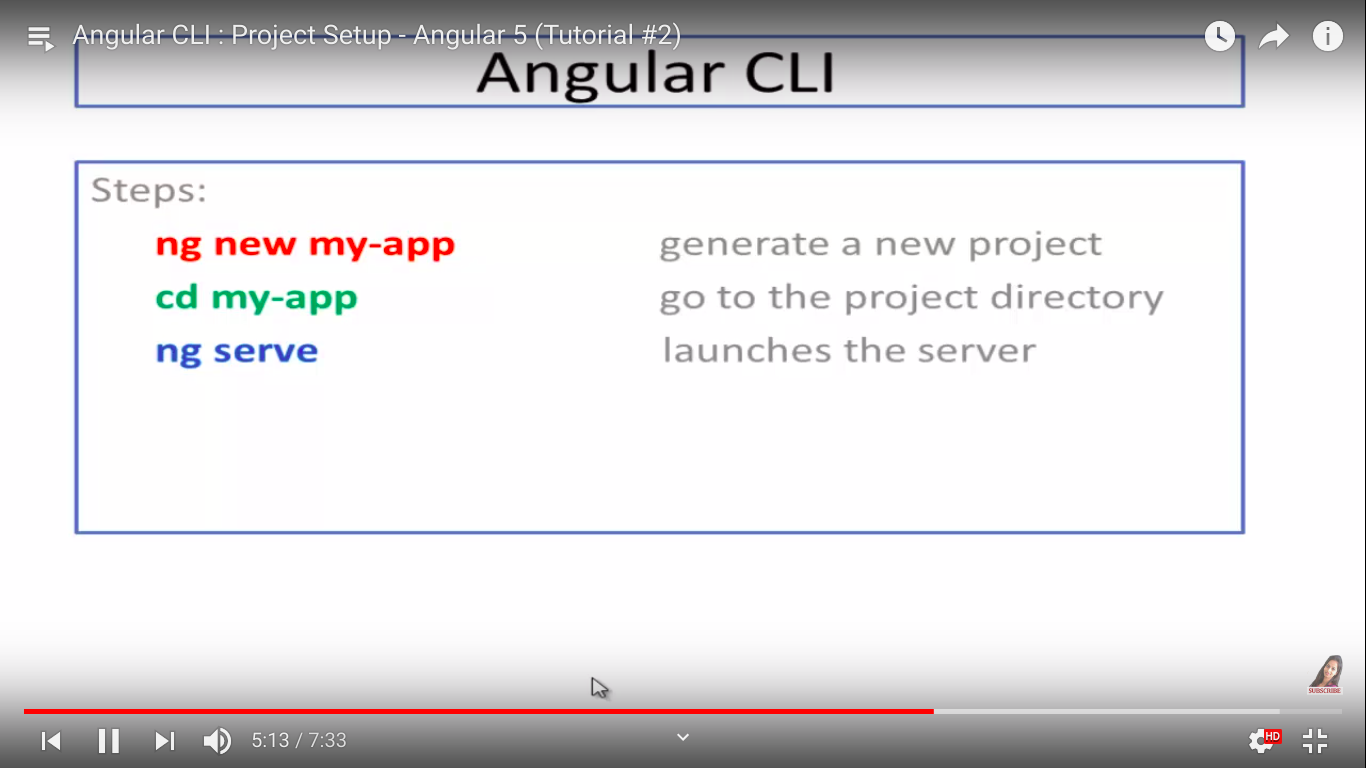 Angular CLI : Project Setup - Angular 5 (Tutorial #2)
Angular CLI
Steps:
ng new my-app generate a new project
cd my-app go to the project directory
ng serve launches the server
SUBSCRIBE
5:13 / 7:33
HD